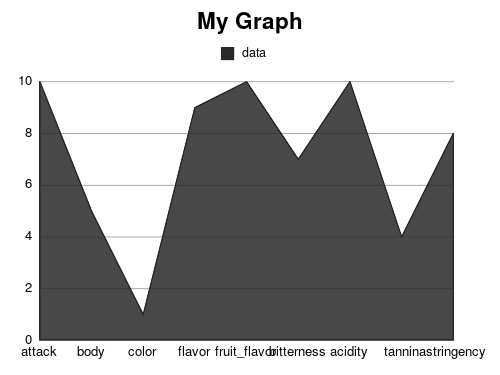 My Graph
data
10
8
6
4
2
0
attack body color flavor fruit_flavor bitterness acidity tannin astringency